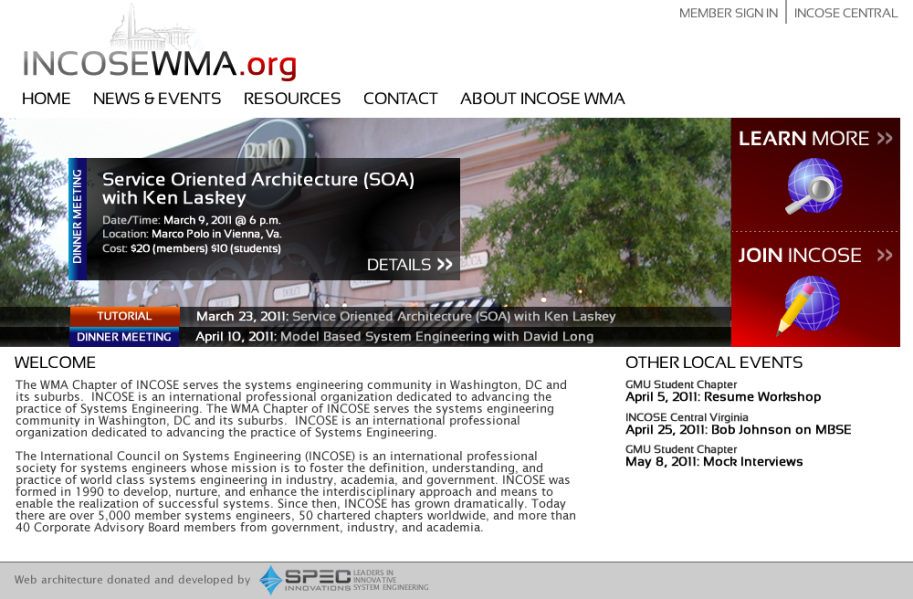 MEMBER SIGN IN | INCOSE CENTRAL
INCOSEWMA.org
HOME NEWS & EVENTS RESOURCES CONTACT ABOUT INCOSE WMA
BRIO
DINNER MEETING
Service Oriented Architecture (SOA)
with Ken Laskey
Date/Time: March 9, 2011 @ 6 p.m.
Location: Marco Polo in Vienna, Va.
Cost: $20 (members) $10 (students)
DETAILS >>
LEARN MORE >>
JOIN INCOSE >>
TUTORIAL March 23, 2011: Service Oriented Architecture (SOA) with Ken Laskey
DINNER MEETING April 10, 2011: Model Based System Engineering with David Long
WELCOME
The WMA Chapter of INCOSE serves the systems engineering community in Washington, DC and
its suburbs.  INCOSE is an international professional organization dedicated to advancing the
practice of Systems Engineering. The WMA Chapter of INCOSE serves the systems engineering
community in Washington, DC and its suburbs.  INCOSE is an international professional
organization dedicated to advancing the practice of Systems Engineering.
The International Council on Systems Engineering (INCOSE) is an international professional
society for systems engineers whose mission is to foster the definition, understanding, and
practice of world class systems engineering in industry, academia, and government. INCOSE was
formed in 1990 to develop, nurture, and enhance the interdisciplinary approach and means to
enable the realization of successful systems. Since then, INCOSE has grown dramatically. Today
there are over 5,000 member systems engineers, 50 chartered chapters worldwide, and more than
40 Corporate Advisory Board members from government, industry, and academia.
OTHER LOCAL EVENTS
GMU Student Chapter
April 5, 2011: Resume Workshop
INCOSE Central Virginia
April 25, 2011: Bob Johnson on MBSE
GMU Student Chapter
May 8, 2011: Mock Interviews
Web architecture donated and developed by
SPEC
INNOVATIONS
LEADERS IN
INNOVATIVE
SYSTEM ENGINEERING